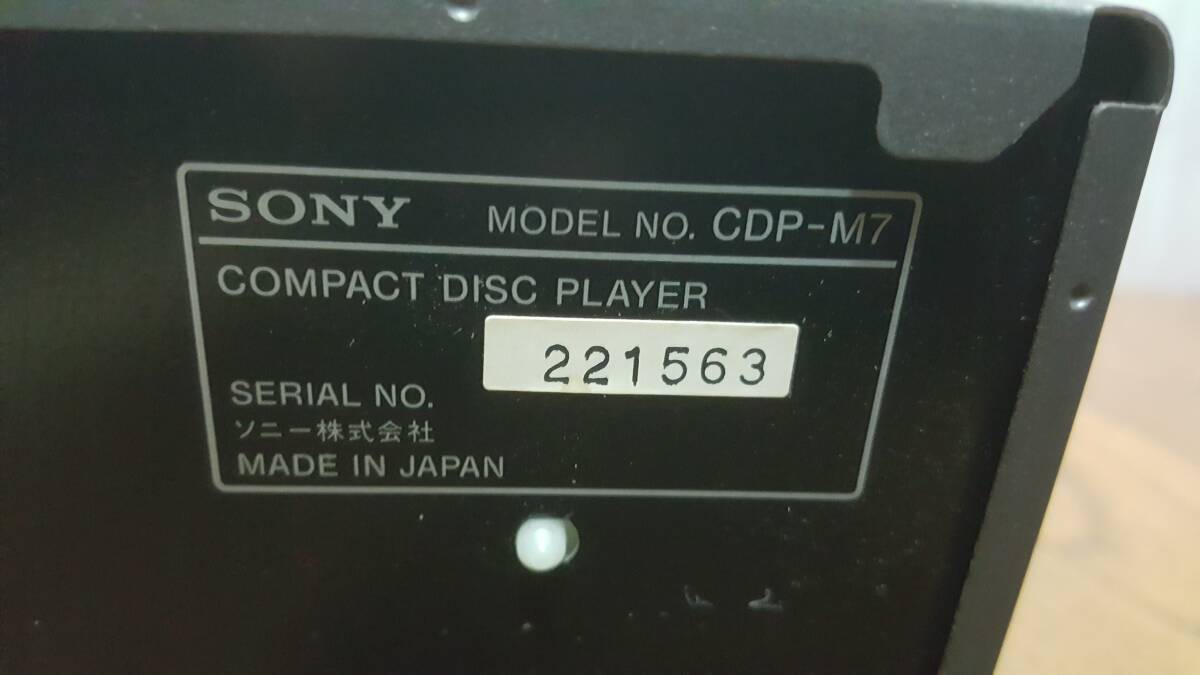 SONY MODEL NO. CDP-M7
COMPACT DISC PLAYER
221563
SERIAL NO.
ソニー株式会社
MADE IN JAPAN